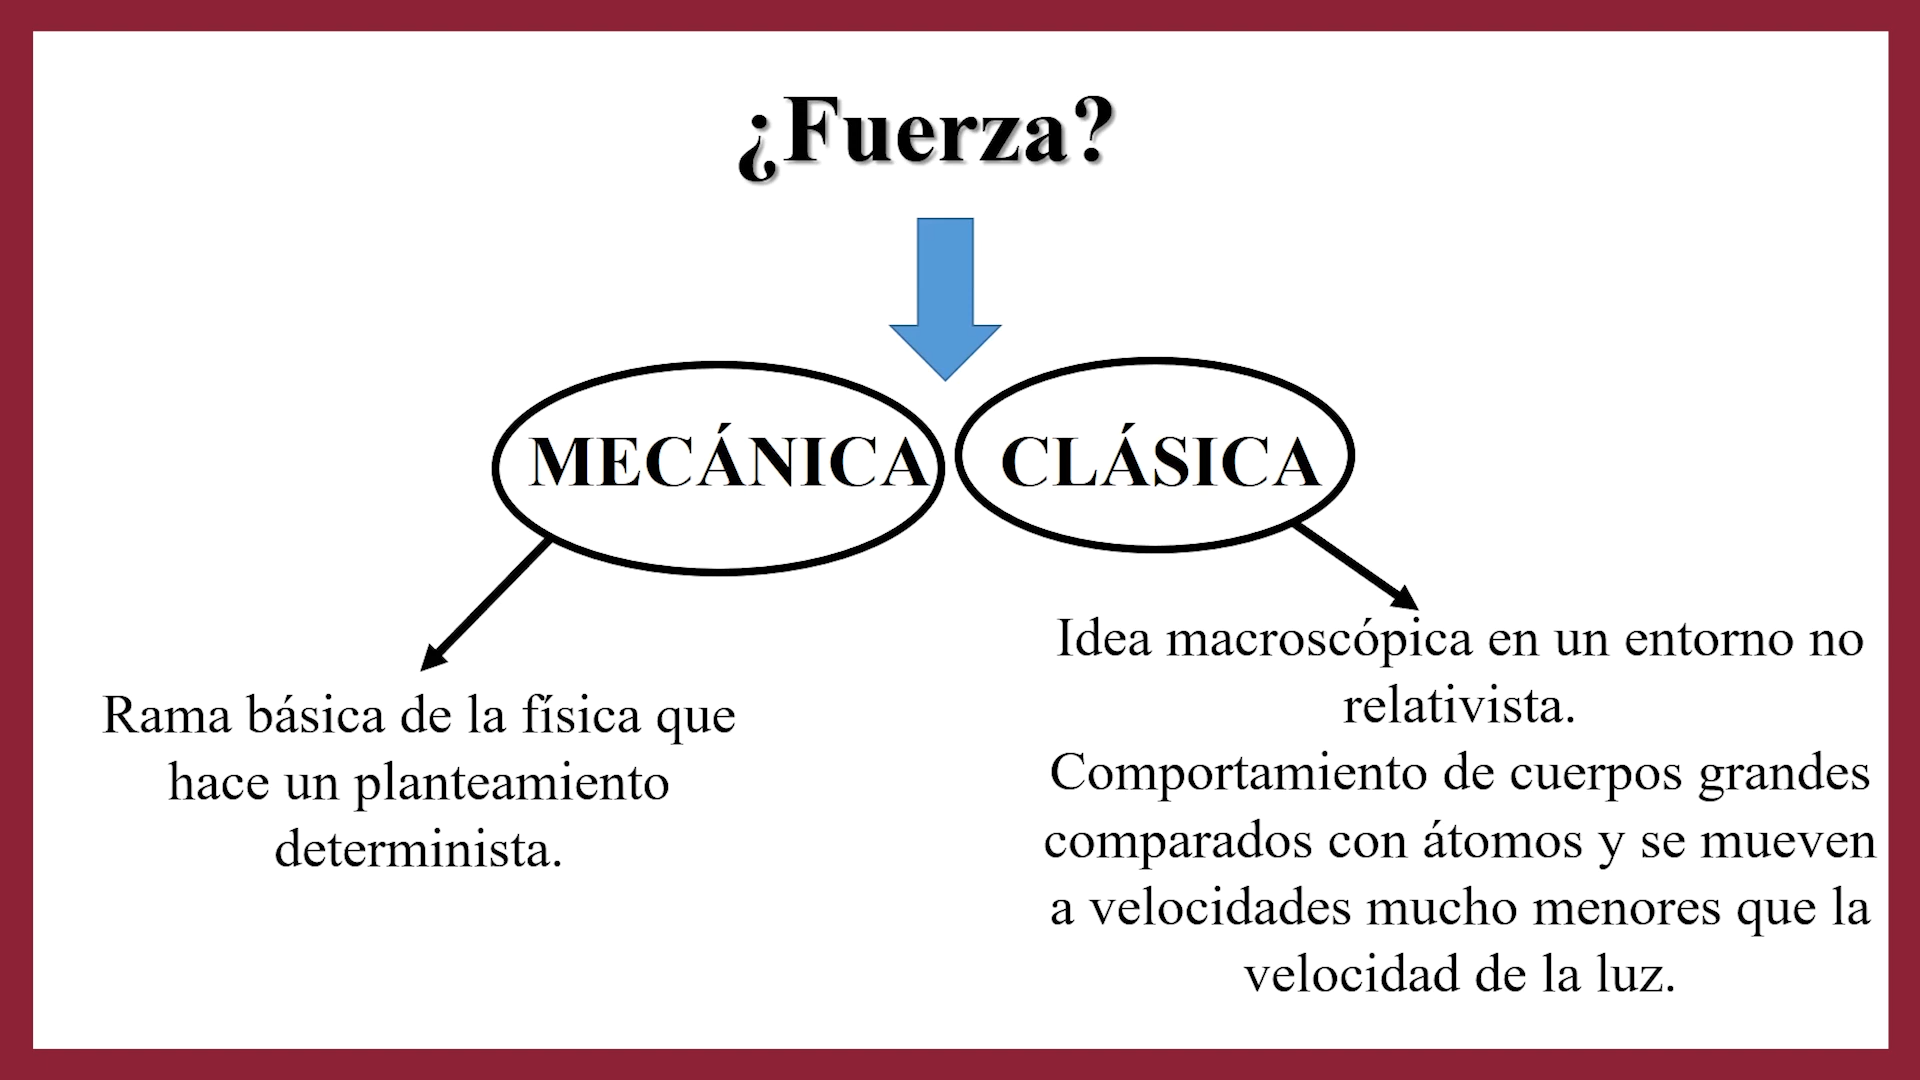 ¿Fuerza?
MECÁNICA
CLÁSICA
Rama básica de la física que
hace un planteamiento
determinista.
Idea macroscópica en un entorno no
relativista.
Comportamiento de cuerpos grandes
comparados con átomos y se mueven
a velocidades mucho menores que la
velocidad de la luz.